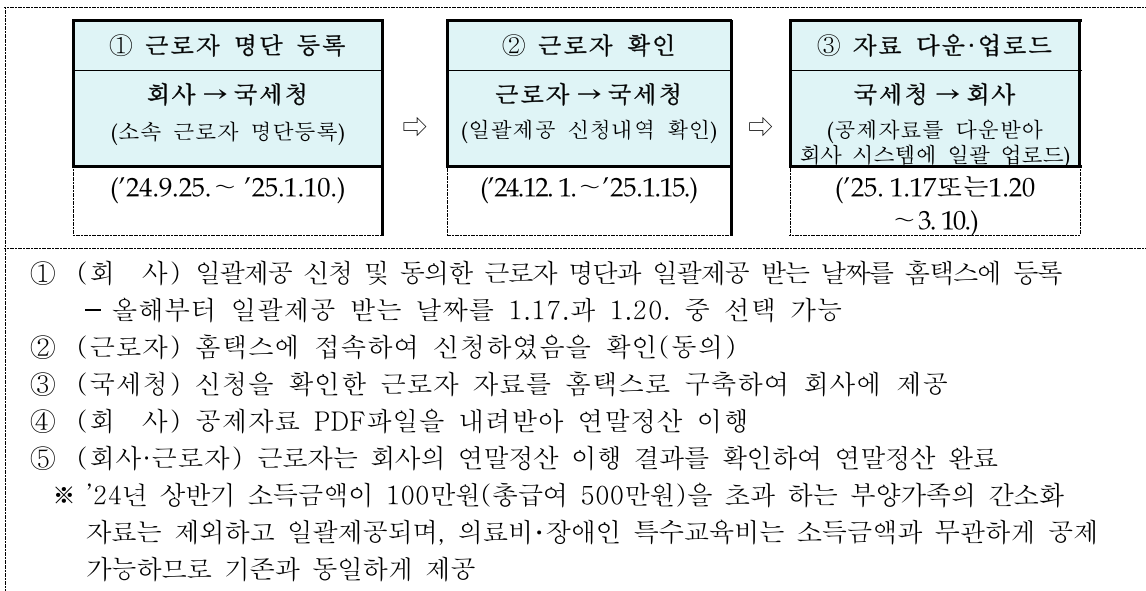 ① 근로자 명단 등록
회사 → 국세청
(소속 근로자 명단등록)
('24.9.25.～ '25.1.10.)
⇨
② 근로자 확인
근로자 → 국세청
(일괄제공 신청내역 확인)
('24.12. 1.～'25.1.15.)
⇨
③ 자료 다운·업로드
국세청 → 회사
(공제자료를 다운받아
회사 시스템에 일괄 업로드)
('25. 1.17또는1.20
～3. 10.)
① (회 사) 일괄제공 신청 및 동의한 근로자 명단과 일괄제공 받는 날짜를 홈택스에 등록
– 올해부터 일괄제공 받는 날짜를 1.17.과 1.20. 중 선택 가능
② (근로자) 홈택스에 접속하여 신청하였음을 확인(동의)
③ (국세청) 신청을 확인한 근로자 자료를 홈택스로 구축하여 회사에 제공
④ (회 사) 공제자료 PDF파일을 내려받아 연말정산 이행
⑤ (회사·근로자) 근로자는 회사의 연말정산 이행 결과를 확인하여 연말정산 완료
※ '24년 상반기 소득금액이 100만원(총급여 500만원)을 초과 하는 부양가족의 간소화
자료는 제외하고 일괄제공되며, 의료비·장애인 특수교육비는 소득금액과 무관하게 공제
가능하므로 기존과 동일하게 제공